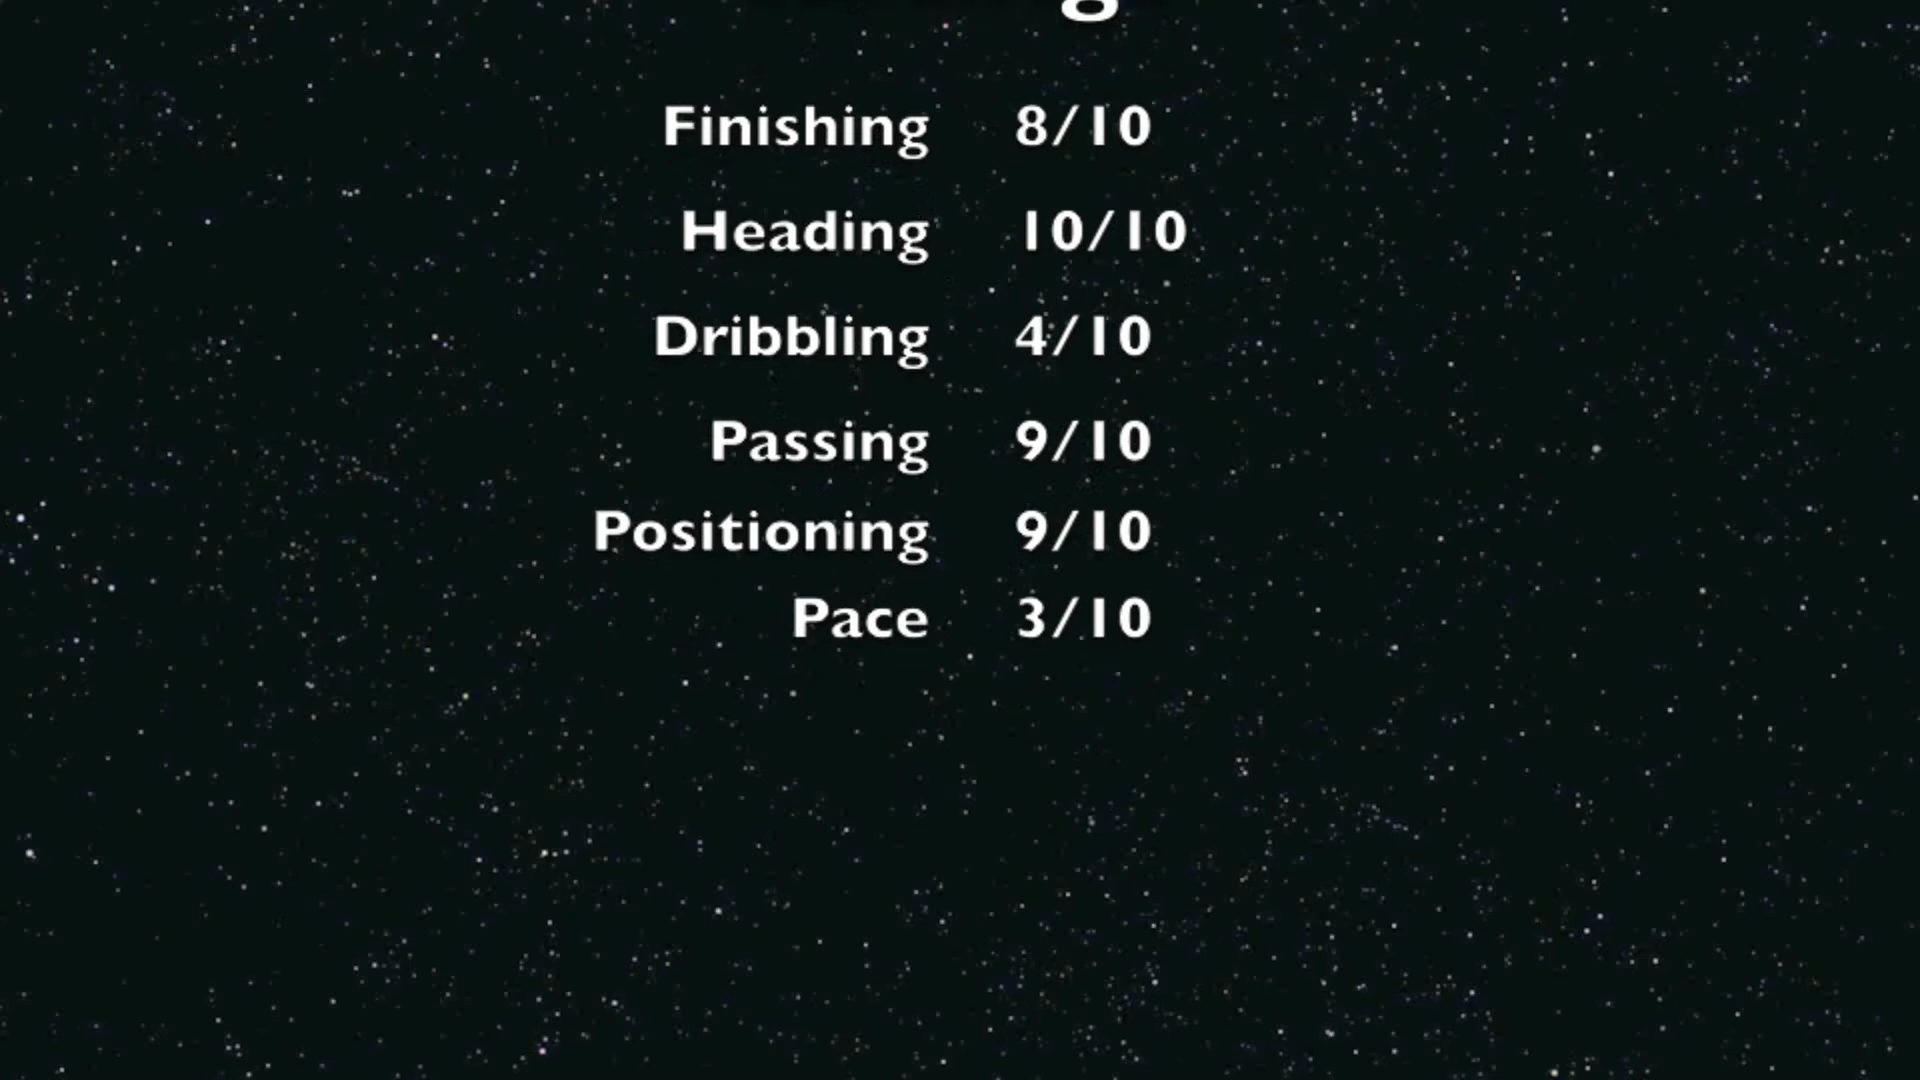 Finishing 8/10
Heading 10/10
Dribbling 4/10
Passing 9/10
Positioning 9/10
Pace 3/10